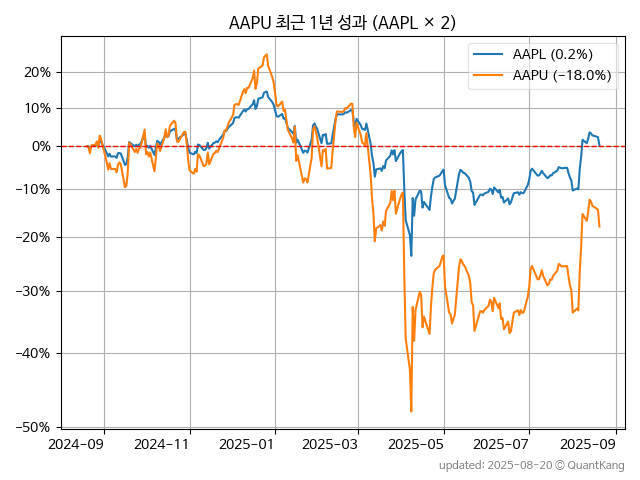 AAPU 최근 1년 성과 (AAPL × 2)
AAPL (0.2%)
AAPU (−18.0%)
20%
10%
0%
−10%
−20%
−30%
−40%
−50%
2024−09 2024−11 2025−01 2025−03 2025−05 2025−07 2025−09
updated: 2025-08-20 © QuantKang